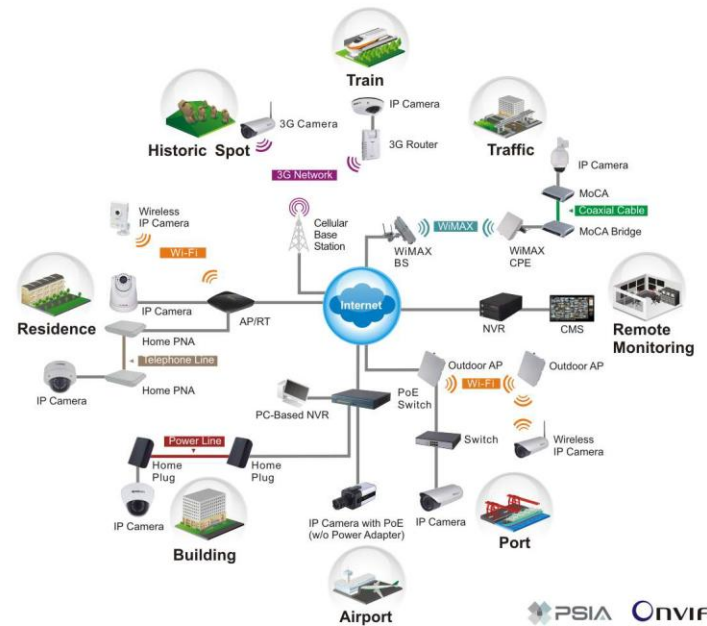 Train
3G Camera
IP Camera
Historic Spot
3G Router
Traffic
3G Network
IP Camera
MoCA
Coaxial Cable
Wireless
IP Camera
Cellular
Base
Station
WiMAX
WiMAX
BS
WiMAX
CPE
MoCA Bridge
Wi-Fi
Internet
IP Camera
AP/RT
NVR
CMS
Residence
Remote
Monitoring
Home PNA
Telephone Line
Home PNA
IP Camera
Outdoor AP
Outdoor AP
Wi-Fi
PoE
Switch
PC-Based NVR
Switch
Wireless
IP Camera
Power Line
Home
Plug
Home
Plug
IP Camera
IP Camera with PoE
(w/o Power Adapter)
IP Camera
Building
Port
Airport
PSIA
ONVIF